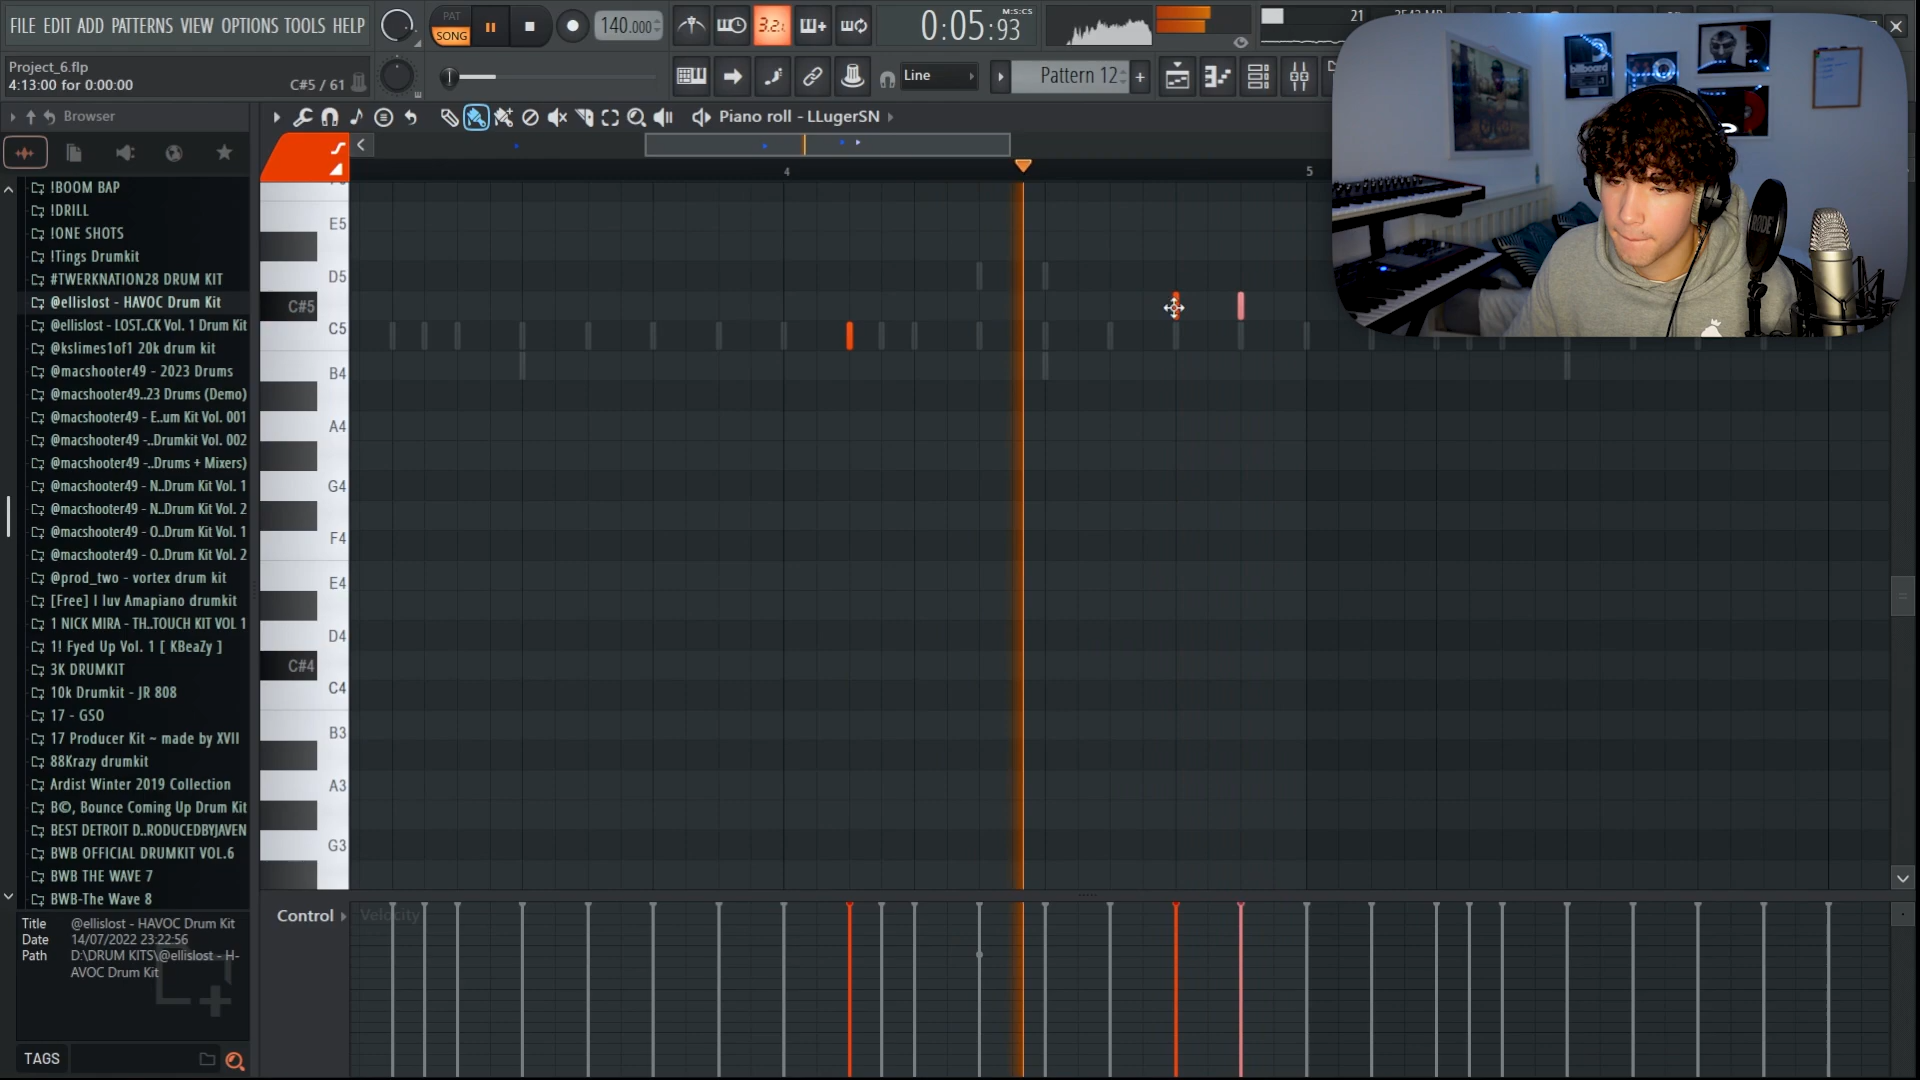 FILE EDIT ADD PATTERNS VIEW OPTIONS TOOLS HELP
PAT
SONG
140.000
3.2.
0:05:93
M:S:CS
21
Project_6.flp
4:13:00 for 0:00:00
C#5 / 61
Line
Pattern 12
Browser
Piano roll - LLugerSN
4
5
!BOOM BAP
!DRILL
!ONE SHOTS
!Tings Drumkit
#TWERKNATION28 DRUM KIT
@ellislost - HAVOC Drum Kit
@ellislost - LOST..CK Vol. 1 Drum Kit
@kslimes1of1 20k drum kit
@macshooter49 - 2023 Drums
@macshooter49..23 Drums (Demo)
@macshooter49 - E..um Kit Vol. 001
@macshooter49 -..Drumkit Vol. 002
@macshooter49 -..Drums + Mixers)
@macshooter49 - N..Drum Kit Vol. 1
@macshooter49 - N..Drum Kit Vol. 2
@macshooter49 - O..Drum Kit Vol. 1
@macshooter49 - O..Drum Kit Vol. 2
@prod_two - vortex drum kit
[Free] I luv Amapiano drumkit
1 NICK MIRA - TH..TOUCH KIT VOL 1
1! Fyed Up Vol. 1 [ KBeaZy ]
3K DRUMKIT
10k Drumkit - JR 808
17 - GSO
17 Producer Kit ~ made by XVII
88Krazy drumkit
Ardist Winter 2019 Collection
B©, Bounce Coming Up Drum Kit
BEST DETROIT D..RODUCEDBYJAVEN
BWB OFFICIAL DRUMKIT VOL.6
BWB THE WAVE 7
BWB-The Wave 8
E5
D5
C#5
C5
B4
A4
G4
F4
E4
D4
C#4
C4
B3
A3
G3
Control
Velocity
Title @ellislost - HAVOC Drum Kit
Date 14/07/2022 23:22:56
Path D:\DRUM KITS\@ellislost - H-
AVOC Drum Kit
TAGS
billboard
RODE